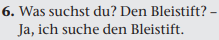 6. Was suchst du? Den Bleistift? –
Ja, ich suche den Bleistift.